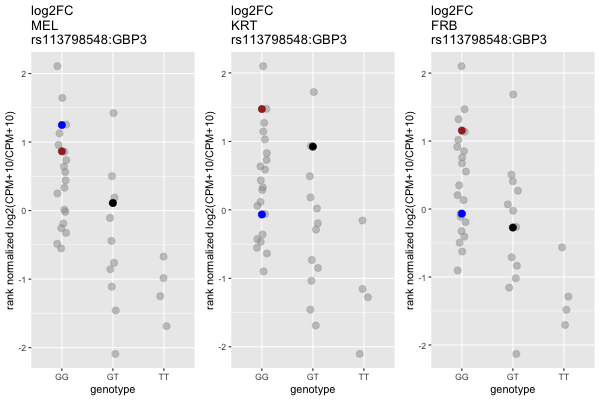 log2FC
MEL
rs113798548:GBP3
rank normalized log2(CPM+10/CPM+10)
2
1
0
-1
-2
GG
GT
TT
genotype
log2FC
KRT
rs113798548:GBP3
rank normalized log2(CPM+10/CPM+10)
2
1
0
-1
-2
GG
GT
TT
genotype
log2FC
FRB
rs113798548:GBP3
rank normalized log2(CPM+10/CPM+10)
2
1
0
-1
-2
GG
GT
TT
genotype